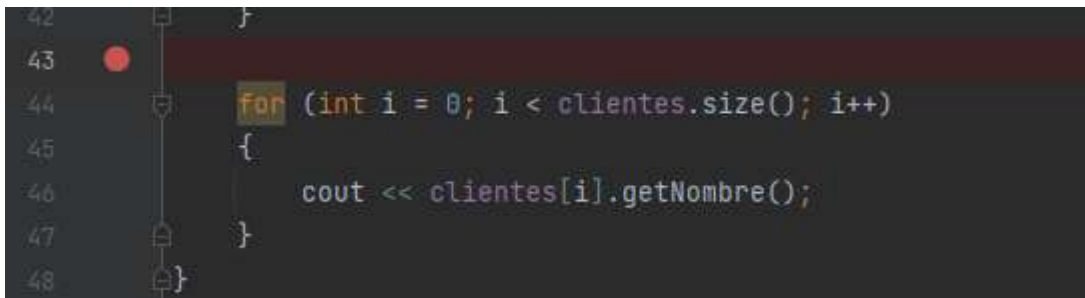 42 }
43
44 for (int i = 0; i < clientes.size(); i++)
45 {
46 cout << clientes[i].getNombre();
47 }
48 }